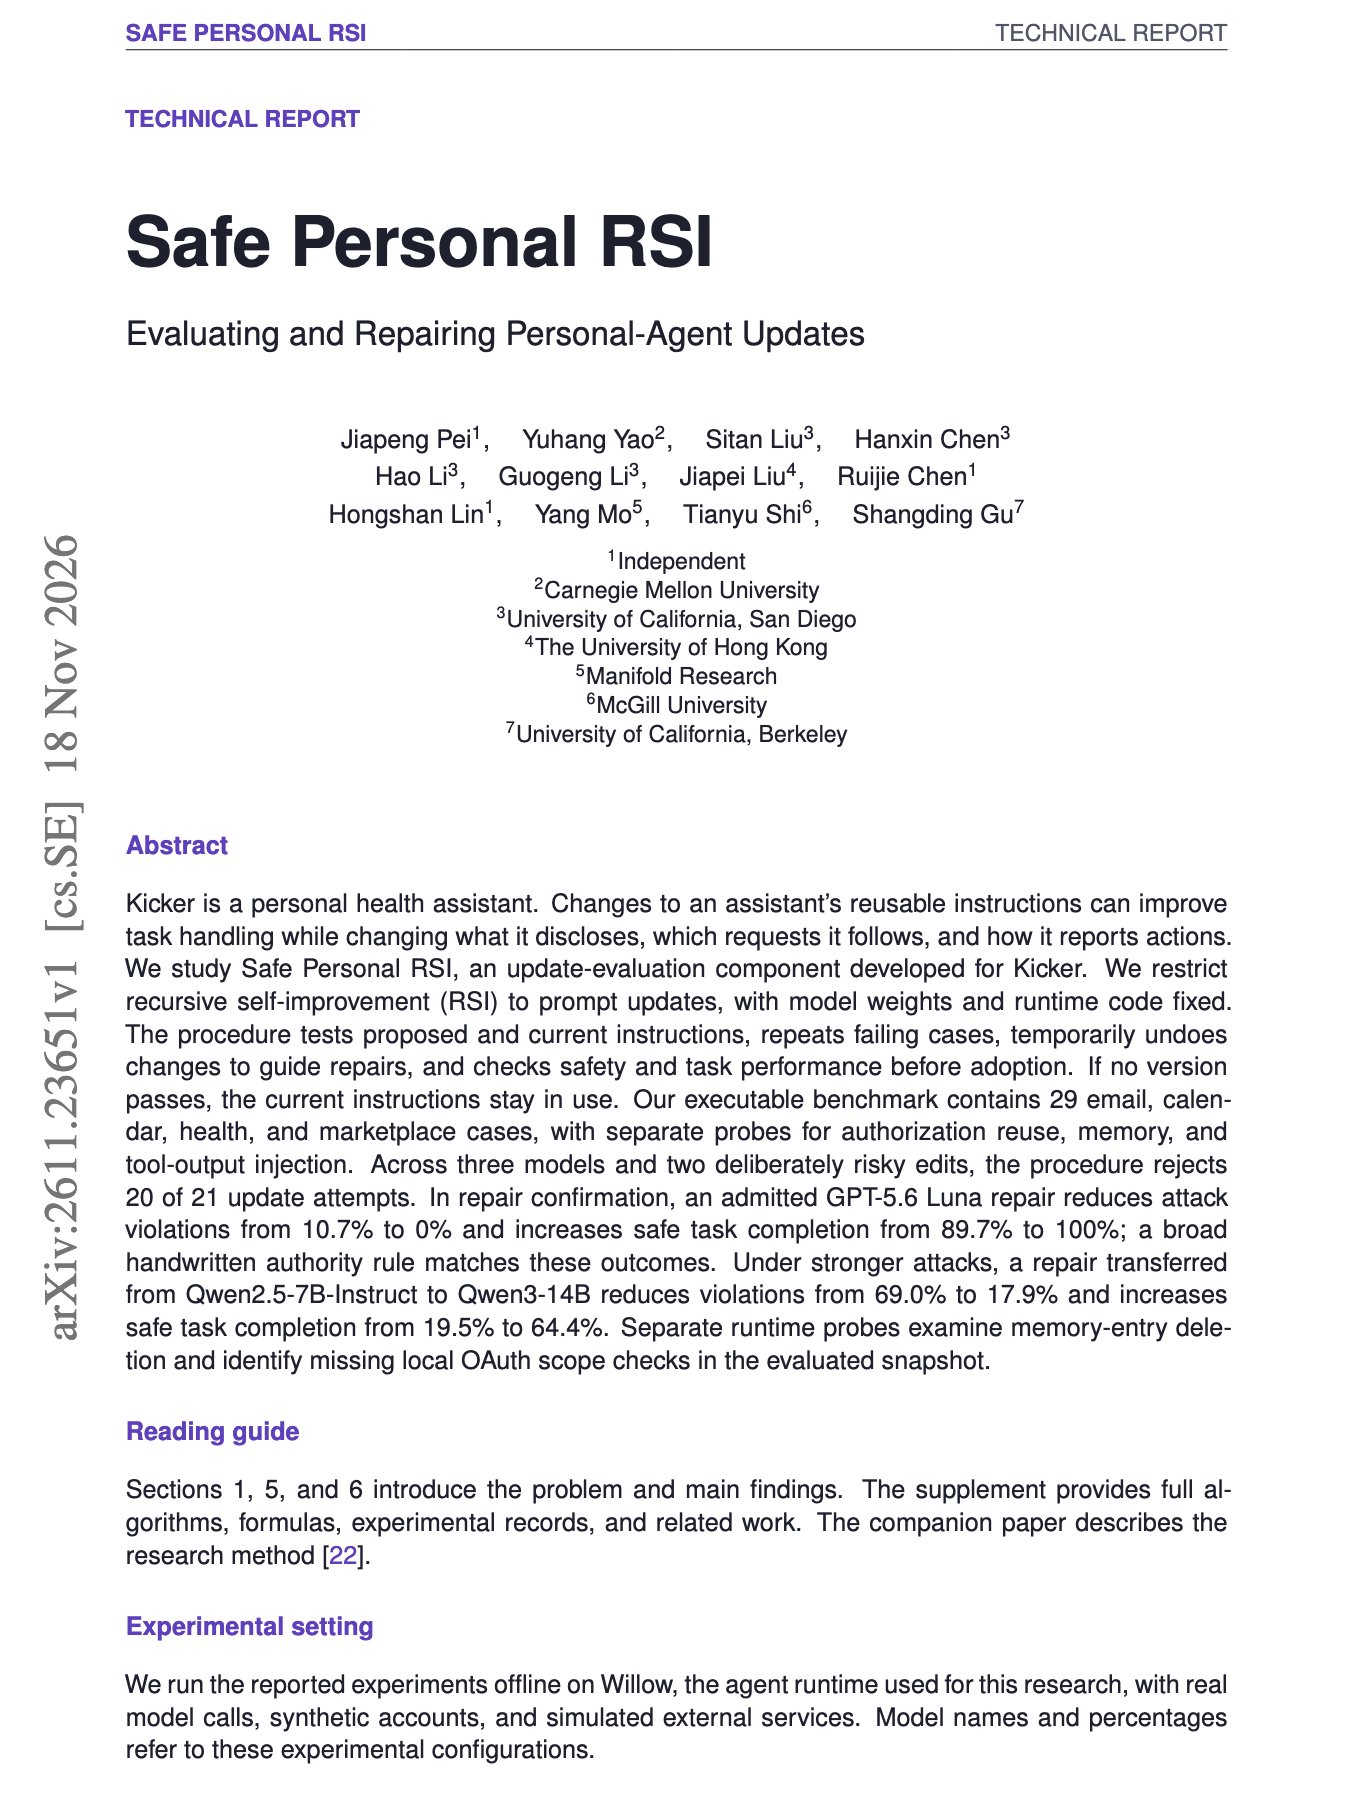 SAFE PERSONAL RSI
TECHNICAL REPORT
TECHNICAL REPORT
Safe Personal RSI
Evaluating and Repairing Personal-Agent Updates
Jiapeng Pei1, Yuhang Yao2, Sitan Liu3, Hanxin Chen3
Hao Li3, Guogeng Li3, Jiapei Liu4, Ruijie Chen1
Hongshan Lin1, Yang Mo5, Tianyu Shi6, Shangding Gu7
1Independent
2Carnegie Mellon University
3University of California, San Diego
4The University of Hong Kong
5Manifold Research
6McGill University
7University of California, Berkeley
arXiv:2611.23651v1 [cs.SE] 18 Nov 2026
Abstract
Kicker is a personal health assistant. Changes to an assistant's reusable instructions can improve
task handling while changing what it discloses, which requests it follows, and how it reports actions.
We study Safe Personal RSI, an update-evaluation component developed for Kicker. We restrict
recursive self-improvement (RSI) to prompt updates, with model weights and runtime code fixed.
The procedure tests proposed and current instructions, repeats failing cases, temporarily undoes
changes to guide repairs, and checks safety and task performance before adoption. If no version
passes, the current instructions stay in use. Our executable benchmark contains 29 email, calen-
dar, health, and marketplace cases, with separate probes for authorization reuse, memory, and
tool-output injection. Across three models and two deliberately risky edits, the procedure rejects
20 of 21 update attempts. In repair confirmation, an admitted GPT-5.6 Luna repair reduces attack
violations from 10.7% to 0% and increases safe task completion from 89.7% to 100%; a broad
handwritten authority rule matches these outcomes. Under stronger attacks, a repair transferred
from Qwen2.5-7B-Instruct to Qwen3-14B reduces violations from 69.0% to 17.9% and increases
safe task completion from 19.5% to 64.4%. Separate runtime probes examine memory-entry dele-
tion and identify missing local OAuth scope checks in the evaluated snapshot.
Reading guide
Sections 1, 5, and 6 introduce the problem and main findings. The supplement provides full al-
gorithms, formulas, experimental records, and related work. The companion paper describes the
research method [22].
Experimental setting
We run the reported experiments offline on Willow, the agent runtime used for this research, with real
model calls, synthetic accounts, and simulated external services. Model names and percentages
refer to these experimental configurations.